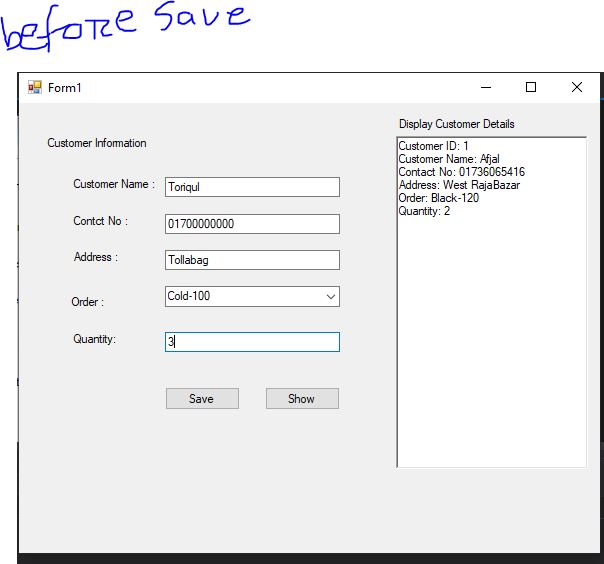 before save
Form1
Customer Information
Customer Name : Toriqul
Contct No : 01700000000
Address : Tollabag
Order : Cold-100
Quantity: 3
Save Show
Display Customer Details
Customer ID: 1
Customer Name: Afjal
Contact No: 01736065416
Address: West RajaBazar
Order: Black-120
Quantity: 2